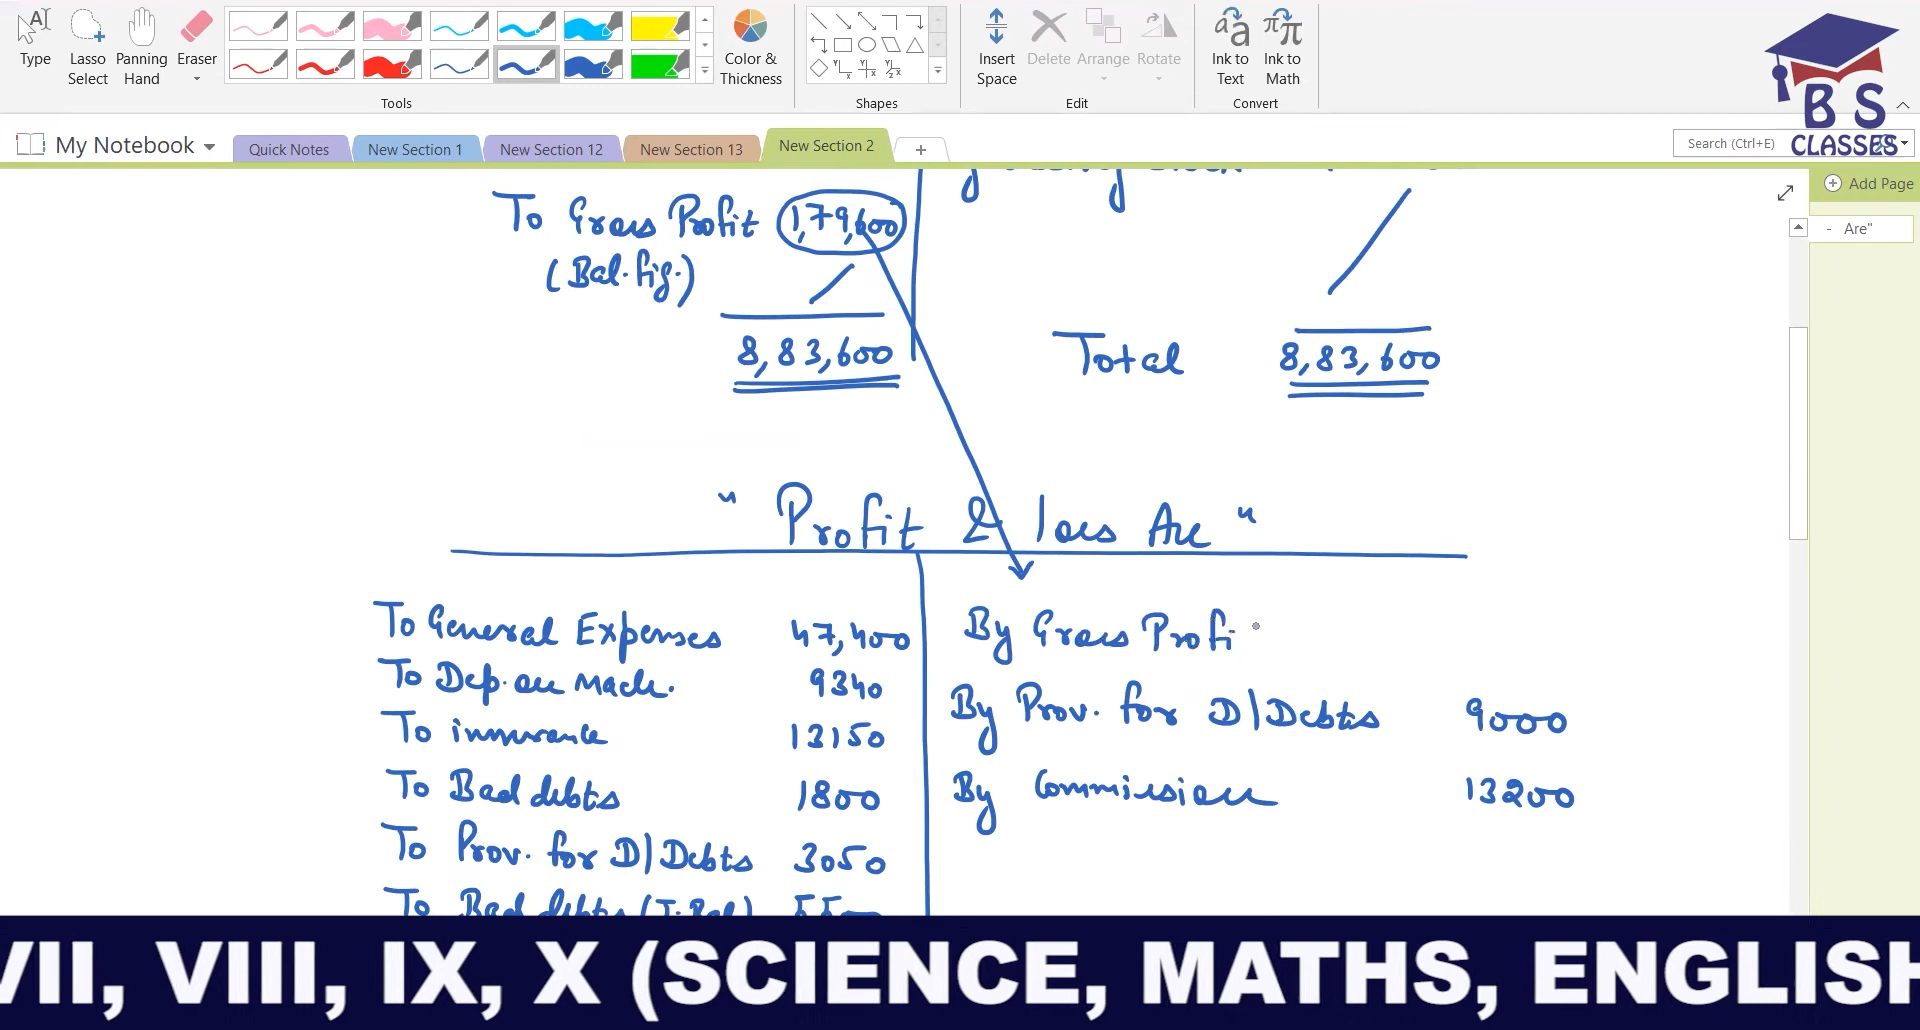 Type
Lasso Select
Panning Hand
Eraser
Color & Thickness
Insert Space
Delete
Arrange
Rotate
Ink to Text
Ink to Math
Tools
Shapes
Edit
Convert
BS
CLASSES
My Notebook
Quick Notes
New Section 1
New Section 12
New Section 13
New Section 2
+
Search (Ctrl+E)
Add Page
- Are"
To Gross Profit 1,79,600
(Bal. fig.)
8,83,600
Total 8,83,600
" Profit & loss A/c "
To General Expenses 47,400
By Gross Profi
To Dep. on Mach. 9340
By Prov. for D/Debts 9000
To insurance 13150
To Bad debts 1800
By Commission 13200
To Prov. for D/Debts 3050
To Bad debts (T. Bal)
VII, VIII, IX, X (SCIENCE, MATHS, ENGLISH